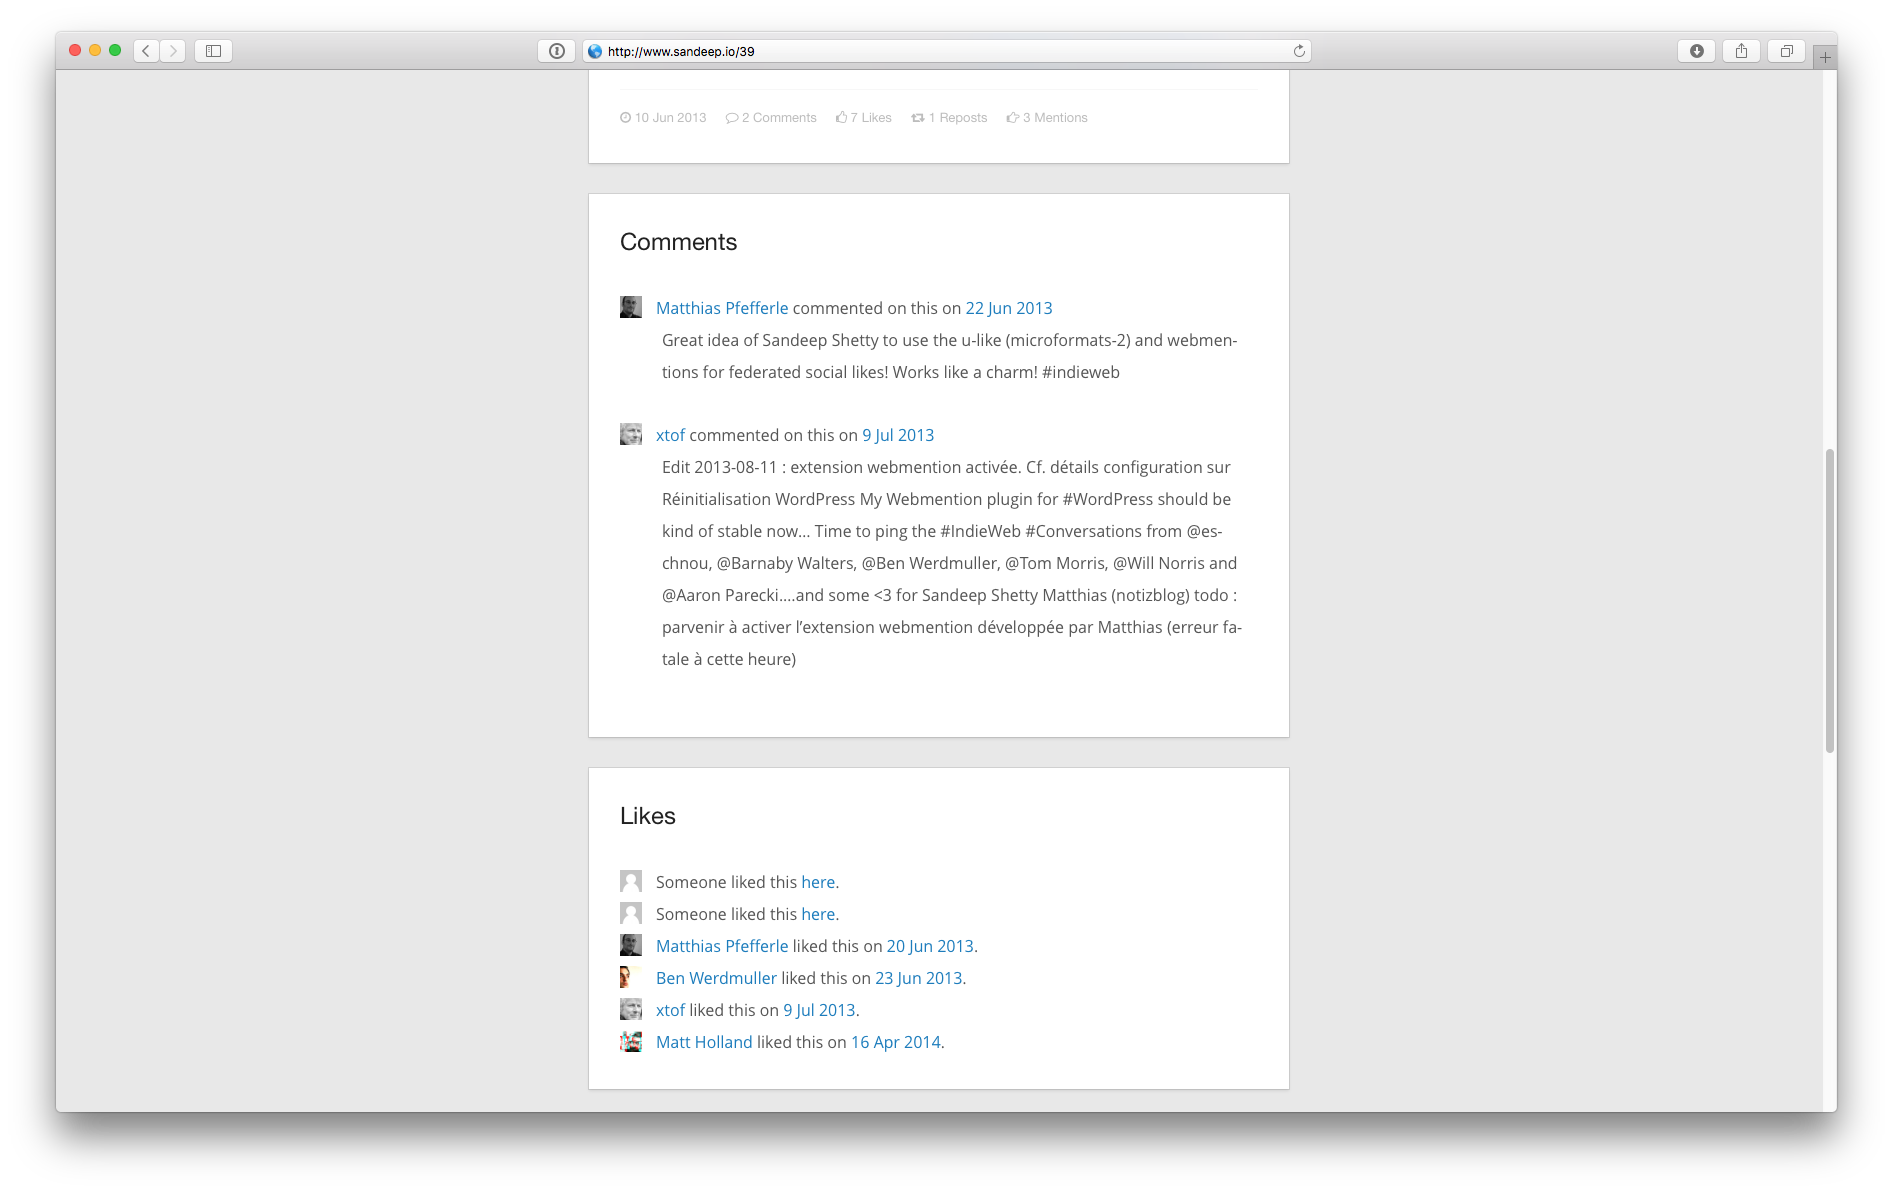 http://www.sandeep.io/39
10 Jun 2013 2 Comments 7 Likes 1 Reposts 3 Mentions
Comments
Matthias Pfefferle commented on this on 22 Jun 2013
Great idea of Sandeep Shetty to use the u-like (microformats-2) and webmen-
tions for federated social likes! Works like a charm! #indieweb
xtof commented on this on 9 Jul 2013
Edit 2013-08-11 : extension webmention activée. Cf. détails configuration sur
Réinitialisation WordPress My Webmention plugin for #WordPress should be
kind of stable now... Time to ping the #IndieWeb #Conversations from @es-
chnou, @Barnaby Walters, @Ben Werdmuller, @Tom Morris, @Will Norris and
@Aaron Parecki....and some <3 for Sandeep Shetty Matthias (notizblog) todo :
parvenir à activer l’extension webmention développée par Matthias (erreur fa-
tale à cette heure)
Likes
Someone liked this here.
Someone liked this here.
Matthias Pfefferle liked this on 20 Jun 2013.
Ben Werdmuller liked this on 23 Jun 2013.
xtof liked this on 9 Jul 2013.
Matt Holland liked this on 16 Apr 2014.